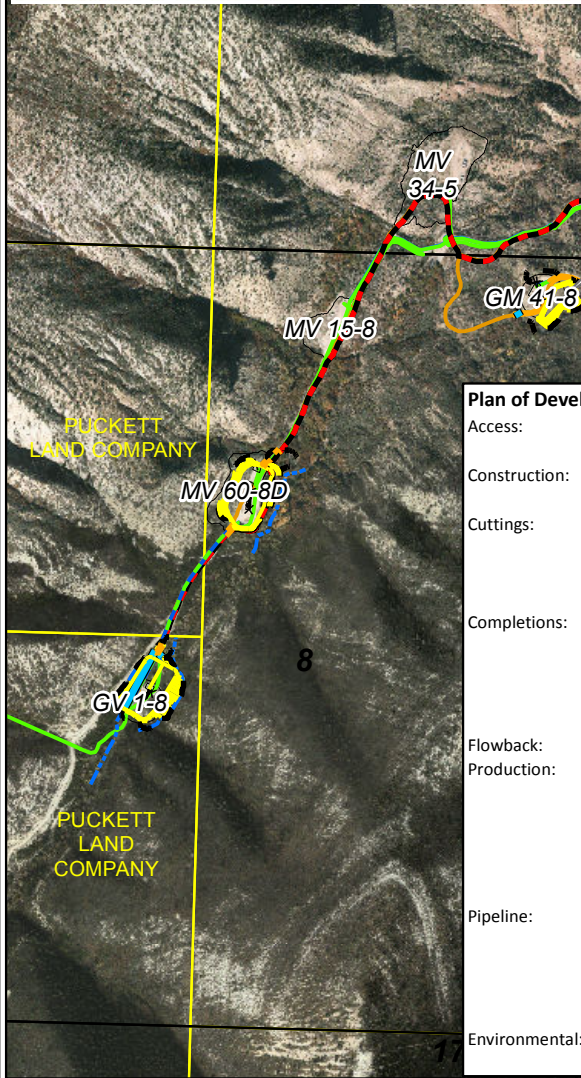 MV
34-5
GM 41-8
MV 15-8
PUCKETT
LAND COMPANY
MV 60-8D
8
GV 1-8
PUCKETT
LAND
COMPANY
17
Plan of Devel
Access:
Construction:
Cuttings:
Completions:
Flowback:
Production:
Pipeline:
Environmental: